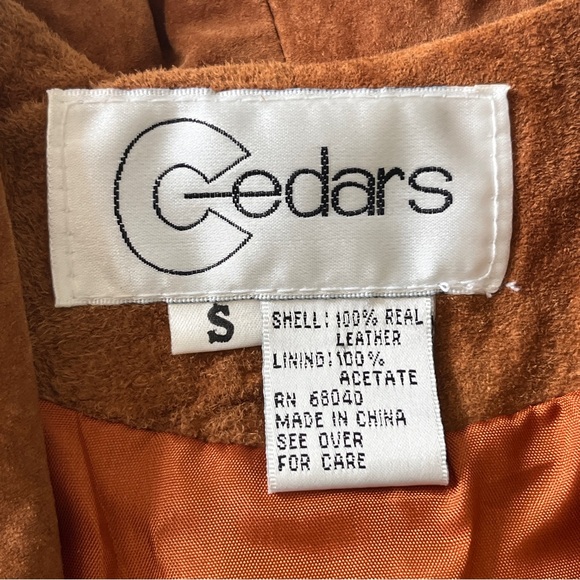 Cedars
S
SHELL: 100% REAL
LEATHER
LINING: 100%
ACETATE
RN 68040
MADE IN CHINA
SEE OVER
FOR CARE